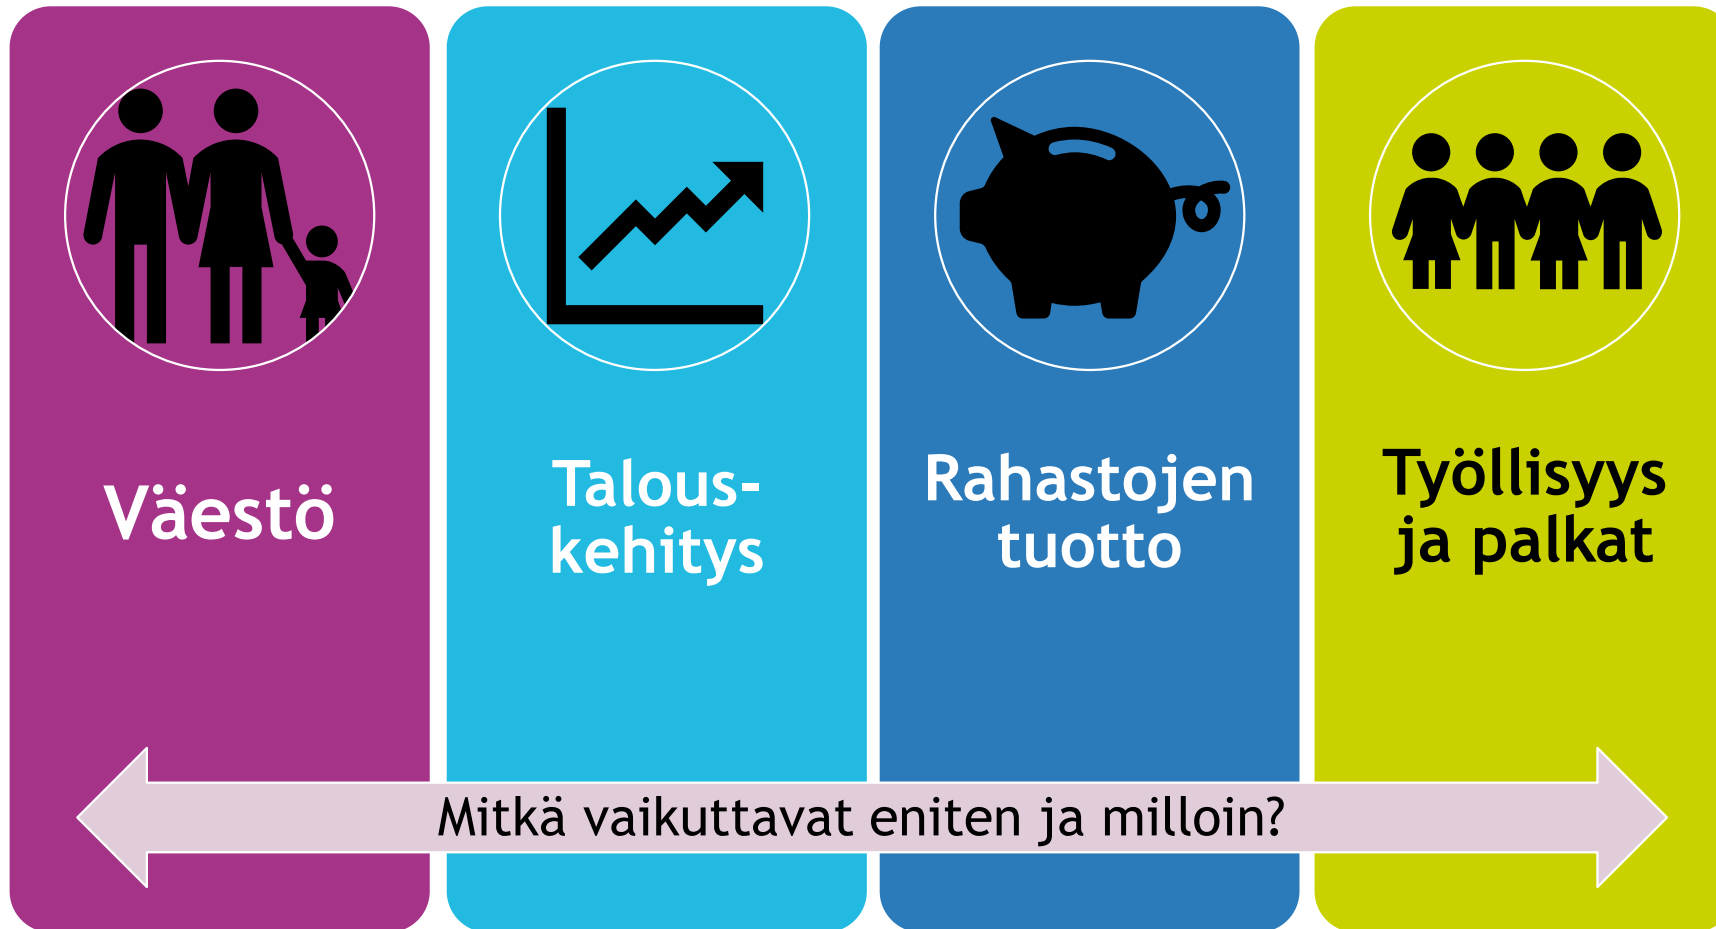 Väestö
Talous-
kehitys
Rahastojen
tuotto
Työllisyys
ja palkat
Mitkä vaikuttavat eniten ja milloin?